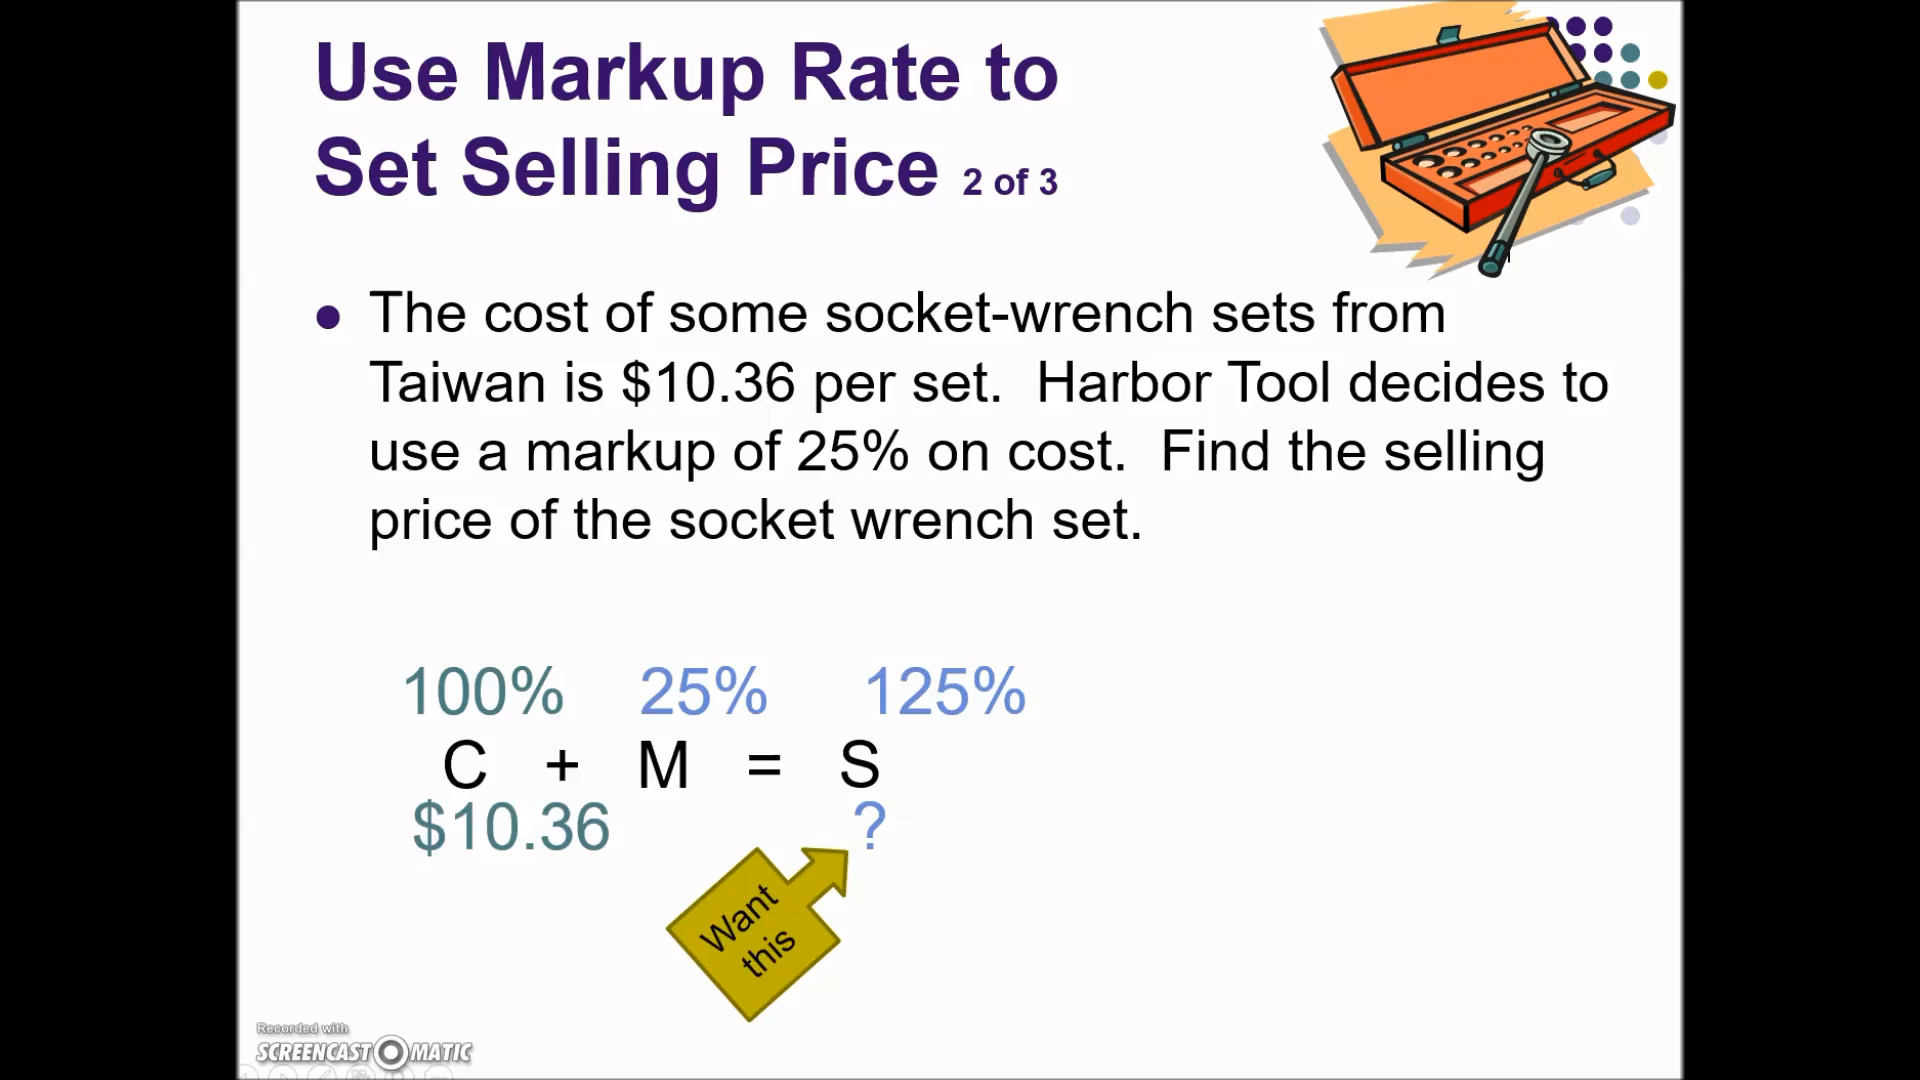 Use Markup Rate to
Set Selling Price 2 of 3
The cost of some socket-wrench sets from
Taiwan is $10.36 per set. Harbor Tool decides to
use a markup of 25% on cost. Find the selling
price of the socket wrench set.
100% 25% 125%
C + M = S
$10.36 ?
Want
this
Recorded with
SCREENCAST MATIC